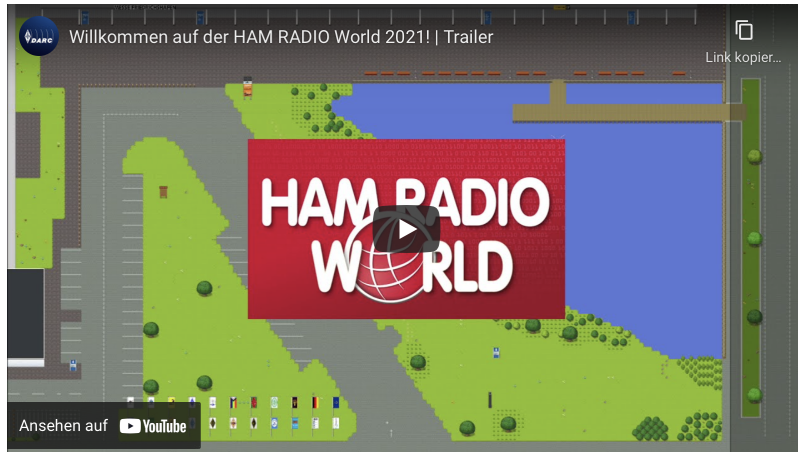 DARC
Willkommen auf der HAM RADIO World 2021! | Trailer
Link kopier...
HAM RADIO
WORLD
Ansehen auf YouTube